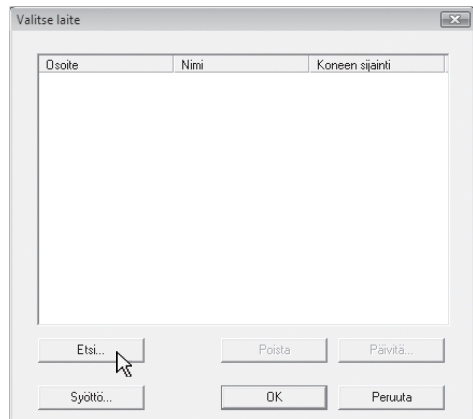 Valitse laite
Osoite Nimi Koneen sijainti
Etsi... Poista Päivitä...
Syöttö... OK Peruuta